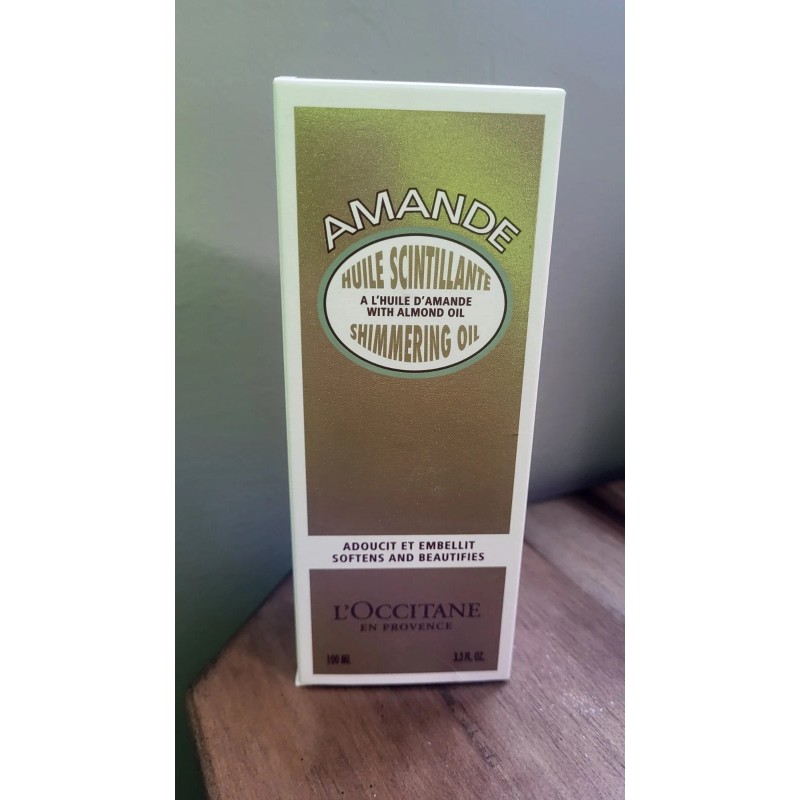 AMANDE
HUILE SCINTILLANTE
A L'HUILE D'AMANDE
WITH ALMOND OIL
SHIMMERING OIL
ADOUCIT ET EMBELLIT
SOFTENS AND BEAUTIFIES
L'OCCITANE
EN PROVENCE
100 ML 3.3 FL. OZ.